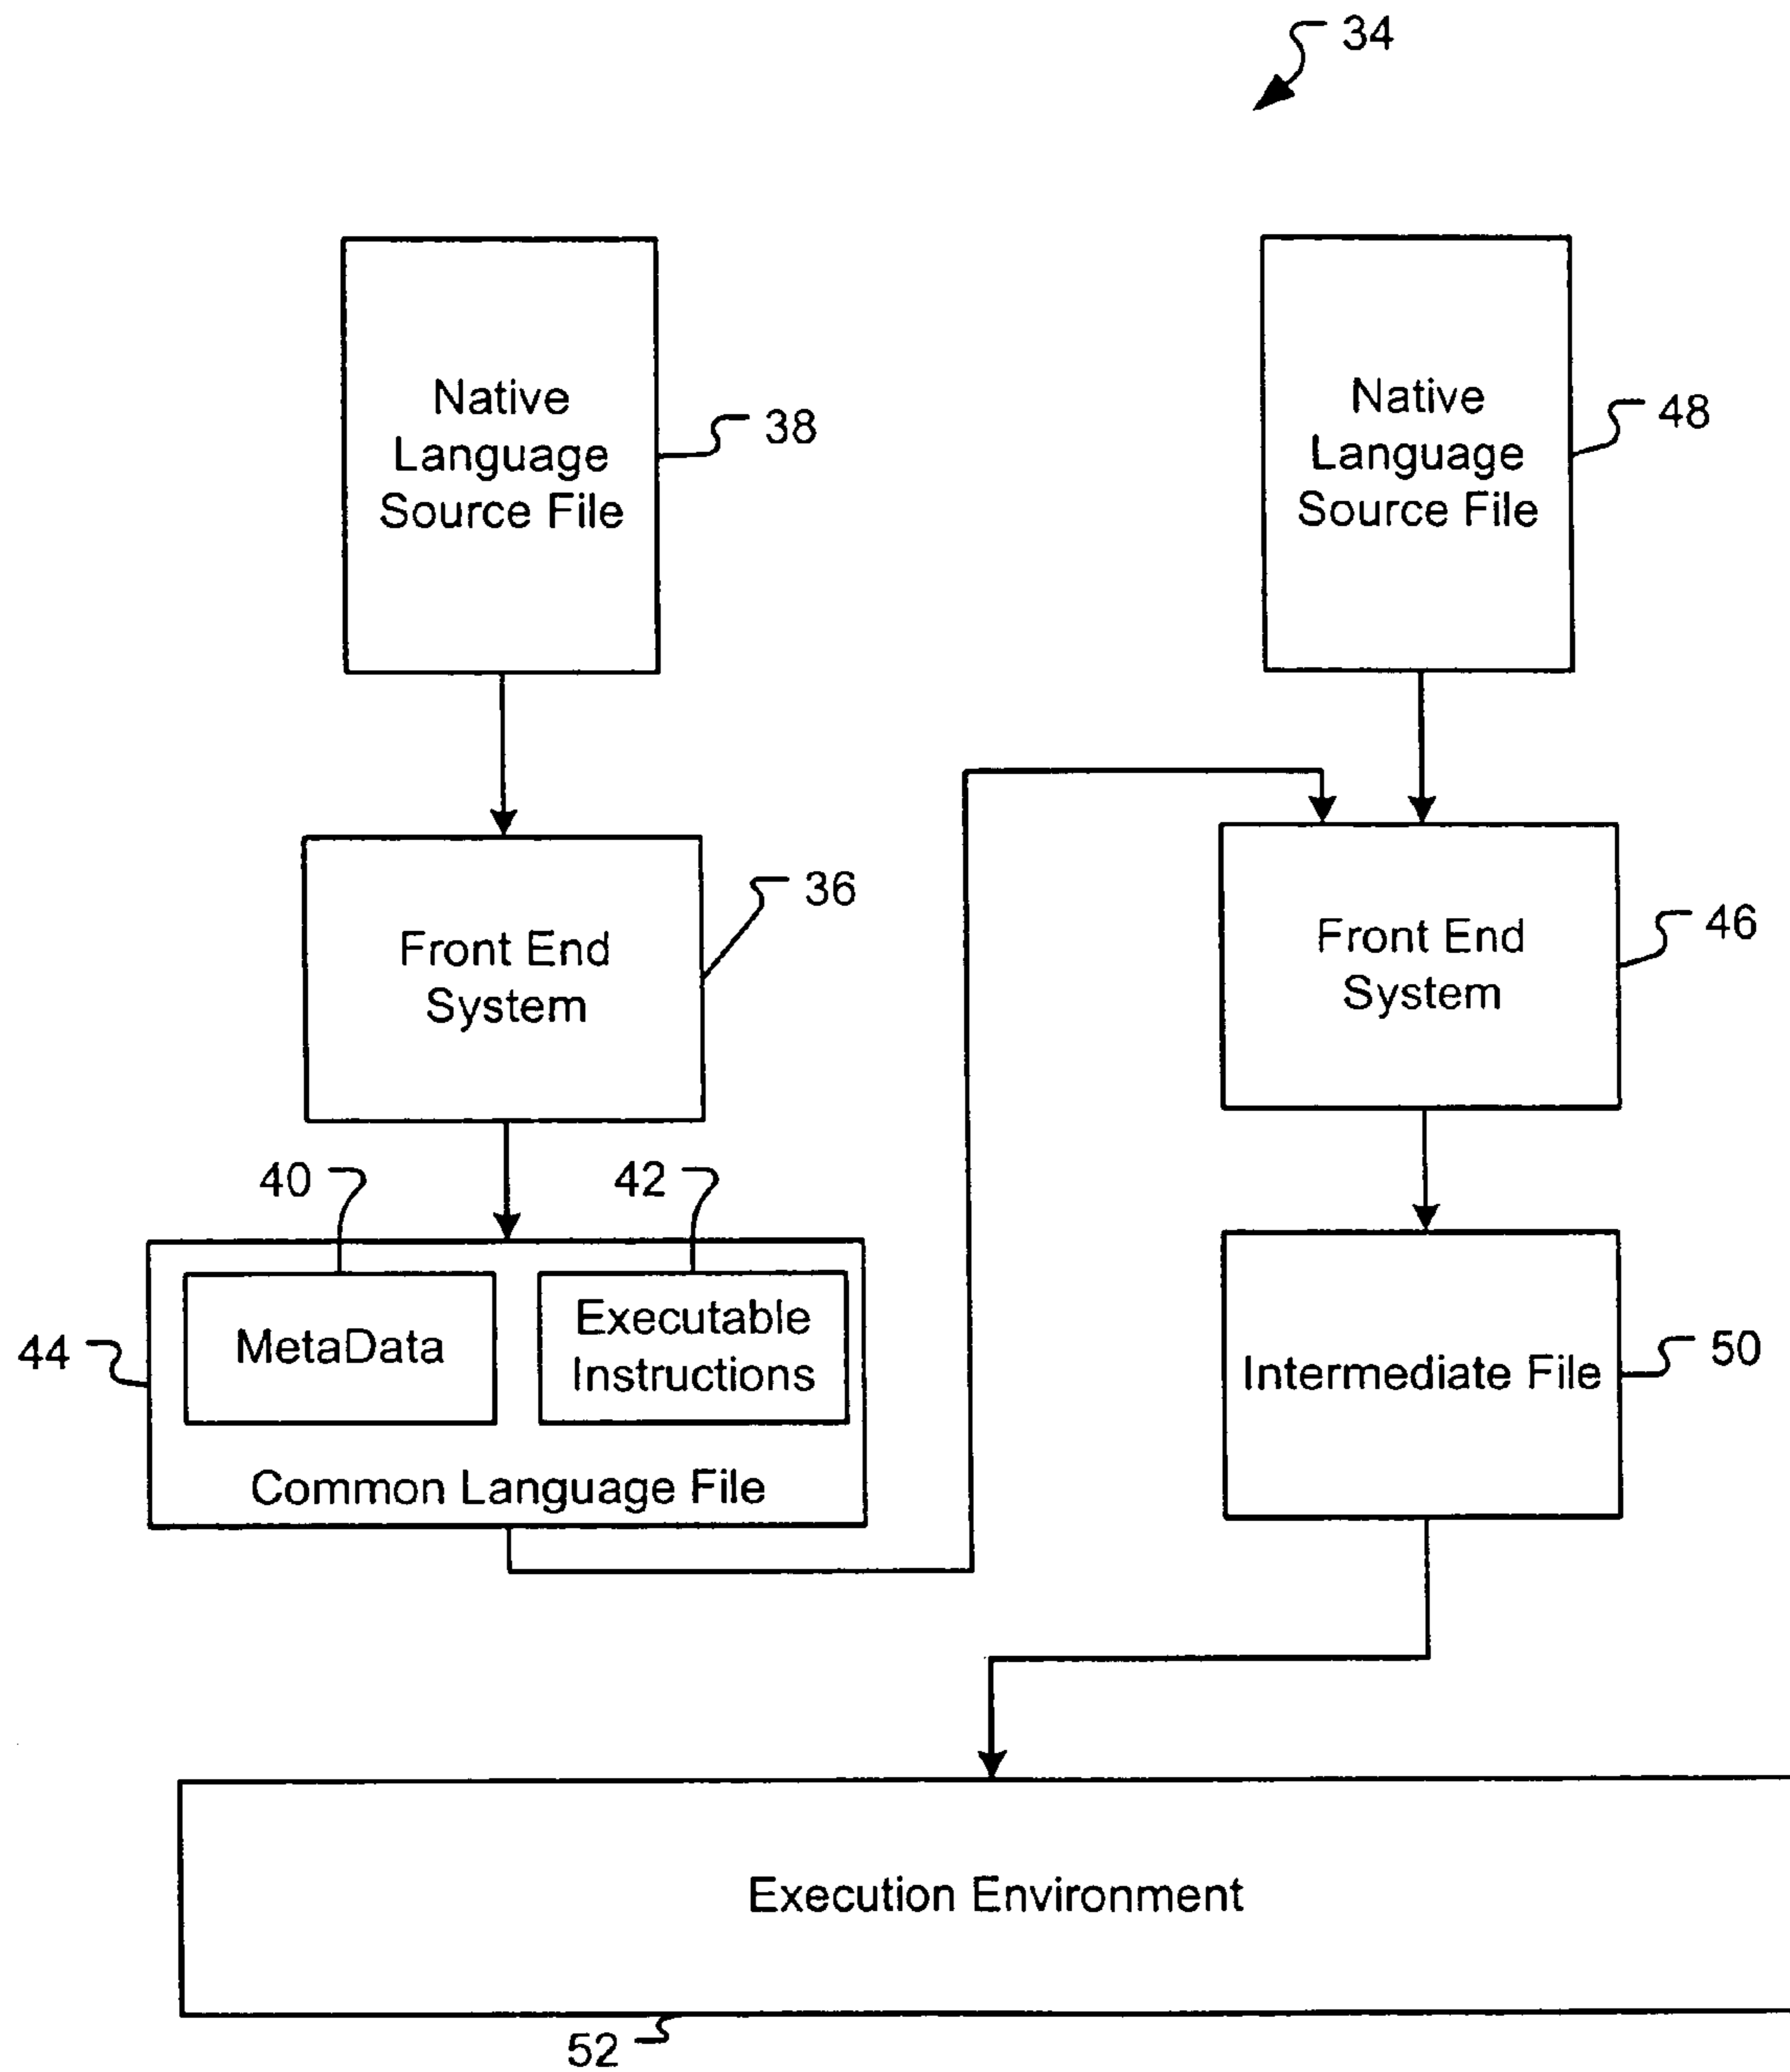 34
Native
Language
Source File
38
Native
Language
Source File
48
Front End
System
36
Front End
System
46
40
42
MetaData
Executable
Instructions
44
Common Language File
Intermediate File
50
Execution Environment
52